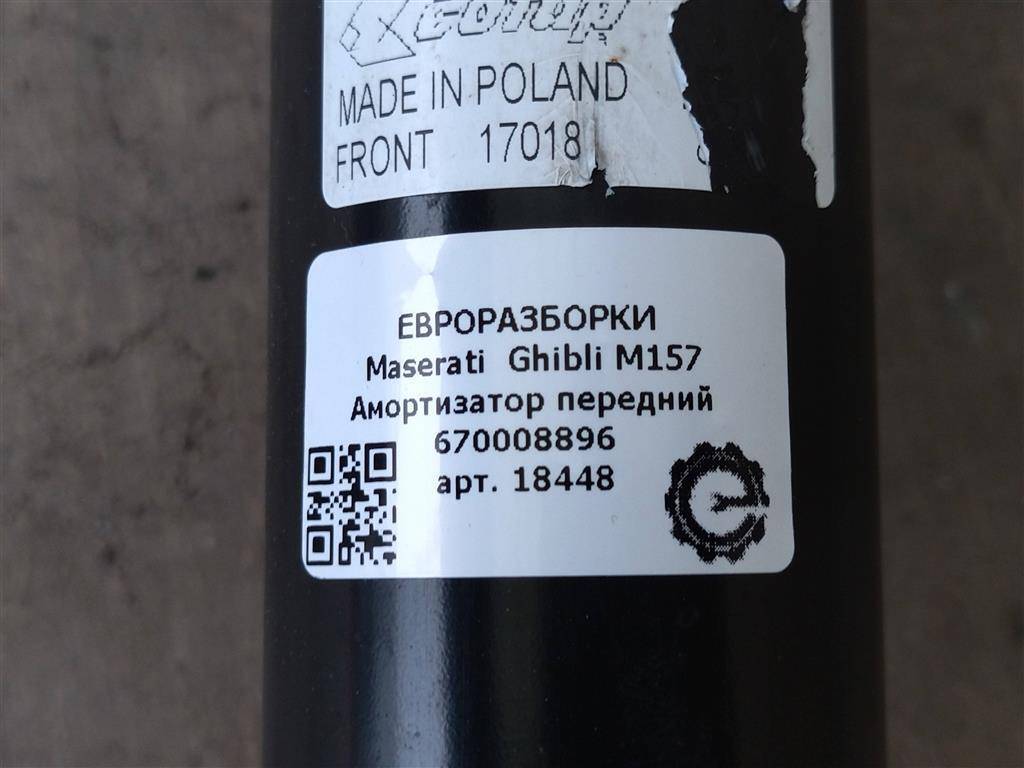 MADE IN POLAND
FRONT 17018
ЕВРОРАЗБОРКИ
Maserati Ghibli M157
Амортизатор передний
670008896
арт. 18448